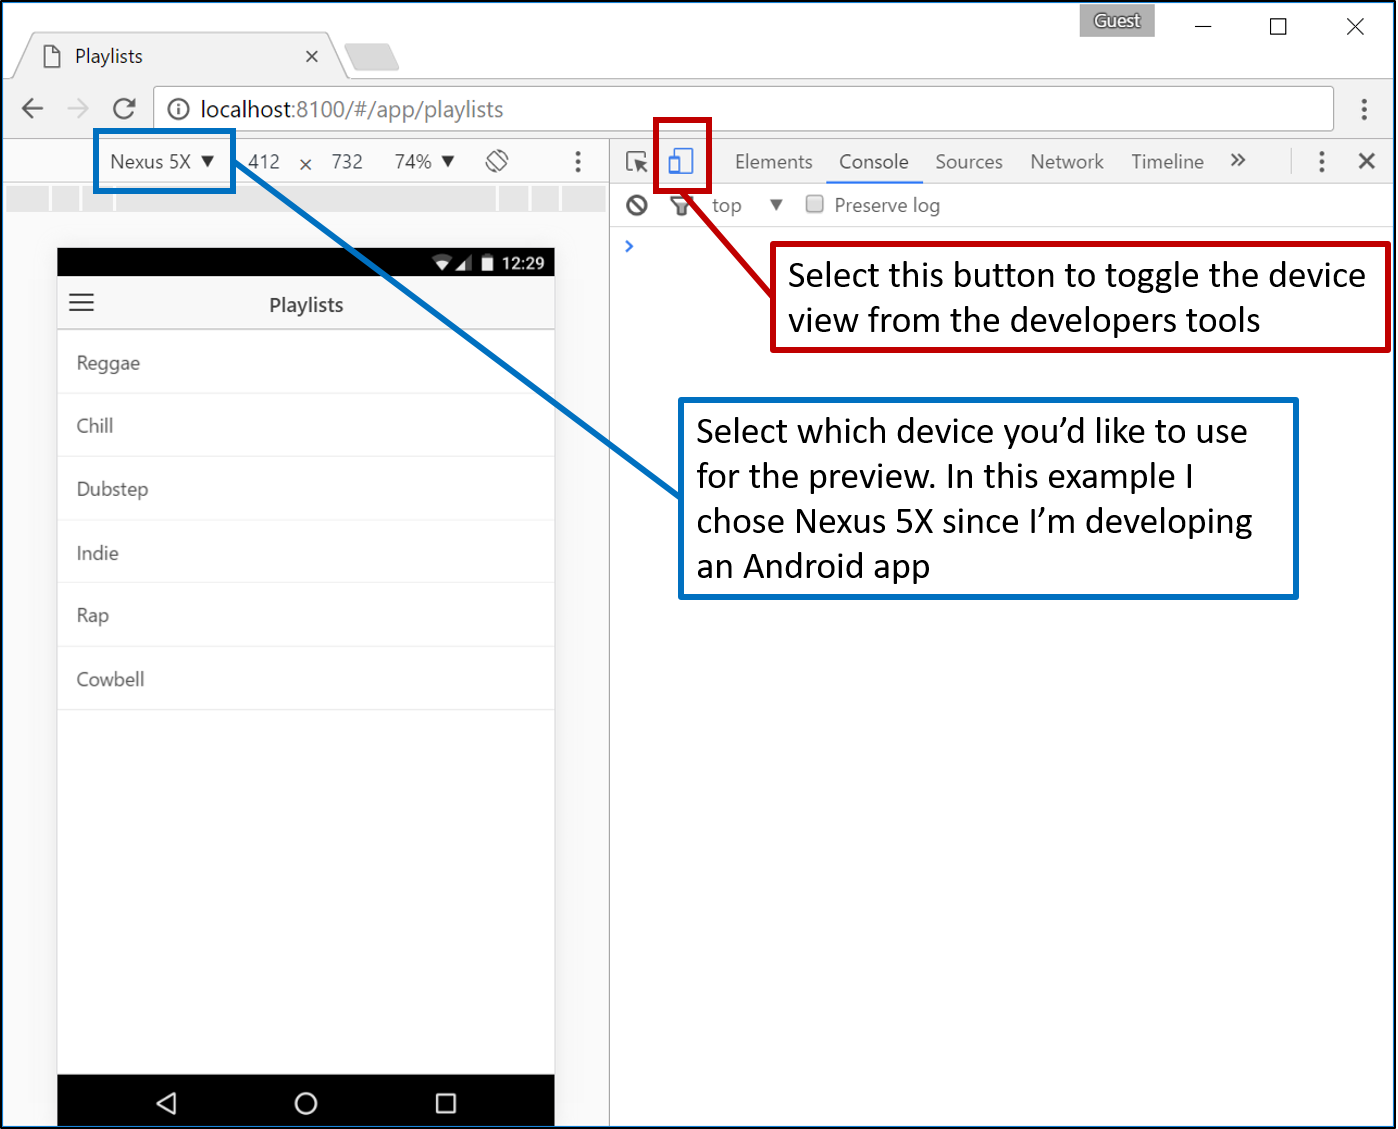 Guest
Playlists
localhost:8100/#/app/playlists
Nexus 5X 412 × 732 74%
Elements Console Sources Network Timeline »
top Preserve log
12:29
Playlists
Reggae
Chill
Dubstep
Indie
Rap
Cowbell
Select this button to toggle the device
view from the developers tools
Select which device you’d like to use
for the preview. In this example I
chose Nexus 5X since I’m developing
an Android app